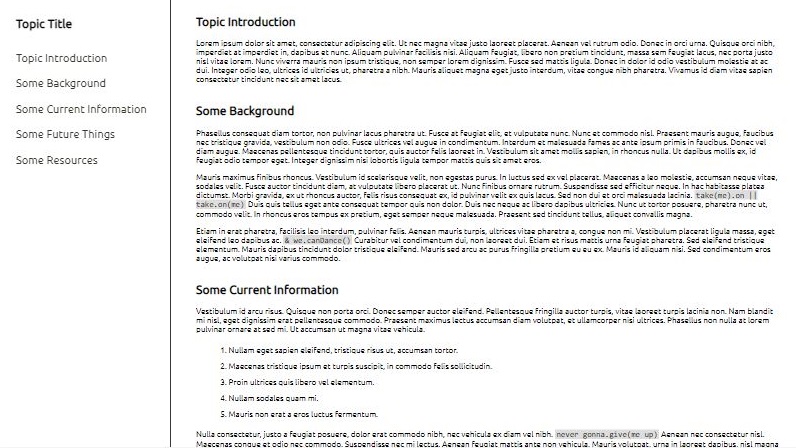 Topic Title
Topic Introduction
Some Background
Some Current Information
Some Future Things
Some Resources
Topic Introduction
Lorem ipsum dolor sit amet, consectetur adipiscing elit. Ut nec magna vitae justo laoreet placerat. Aenean vel rutrum odio. Donec in orci urna. Quisque orci nibh,
imperdiet at imperdiet in, dapibus et nunc. Aliquam pulvinar facilisis nisi. Aliquam feugiat, libero non pretium tincidunt, massa sem feugiat lacus, nec porta justo
nisl vitae lorem. Nunc viverra mauris non ipsum tristique, non semper lorem dignissim. Fusce sed mattis ligula. Donec in dolor id odio vestibulum molestie at ac
dui. Integer odio leo, ultrices id ultricies ut, pharetra a nibh. Mauris aliquet magna eget justo interdum, vitae congue nibh pharetra. Vivamus id diam vitae sapien
consectetur tincidunt nec sit amet lacus.
Some Background
Phasellus consequat diam tortor, non pulvinar lacus pharetra ut. Fusce at feugiat elit, et vulputate nunc. Nunc et commodo nisl. Praesent mauris augue, faucibus
nec tristique gravida, vestibulum non odio. Fusce ultrices vel augue in condimentum. Interdum et malesuada fames ac ante ipsum primis in faucibus. Donec vel
diam augue. Maecenas pellentesque tincidunt tortor, quis auctor felis laoreet in. Vestibulum sit amet mollis sapien, in rhoncus nulla. Ut dapibus mollis ex, id
feugiat odio tempor eget. Integer dignissim nisi lobortis ligula tempor mattis quis sit amet eros.
Mauris maximus finibus rhoncus. Vestibulum id scelerisque velit, non egestas purus. In luctus sed ex vel placerat. Maecenas a leo molestie, accumsan neque vitae,
sodales velit. Fusce auctor tincidunt diam, at vulputate libero placerat ut. Nunc finibus ornare rutrum. Suspendisse sed efficitur neque. In hac habitasse platea
dictumst. Morbi gravida, ex ut rhoncus auctor, felis risus consequat ex, id pulvinar velit ex quis lacus. Sed non dui et orci malesuada lacinia. take(me).on ||
take.on(me) Duis quis tellus eget ante consequat tempor quis non dolor. Duis nec neque at libero dapibus ultricies. Nunc ut tortor posuere, pharetra nunc ut,
commodo velit. In rhoncus eros tempus ex pretium, eget semper neque malesuada. Praesent sed tincidunt tellus, aliquet convallis magna.
Etiam in erat pharetra, facilisis leo interdum, pulvinar felis. Aenean mauris turpis, ultrices vitae pharetra a, congue non mi. Vestibulum placerat ligula massa, eget
eleifend leo dapibus ac. & we.canDance() Curabitur vel condimentum dui, non laoreet dui. Etiam et risus mattis urna feugiat pharetra. Sed eleifend tristique
elementum. Mauris dapibus tincidunt dolor tristique eleifend. Mauris sed arcu ac purus fringilla pretium eu eu ex. Mauris id aliquam nisi. Sed condimentum eros
augue, ac volutpat nisi varius commodo.
Some Current Information
Vestibulum id arcu risus. Quisque non porta orci. Donec semper auctor eleifend. Pellentesque fringilla auctor turpis, vitae laoreet turpis lacinia non. Nam blandit
mi nisl, eget dignissim erat pellentesque commodo. Praesent maximus lectus accumsan diam volutpat, et ullamcorper nisi ultrices. Phasellus non nulla at lorem
pulvinar ornare at sed mi. Ut accumsan ut magna vitae vehicula.
1. Nullam eget sapien eleifend, tristique risus ut, accumsan tortor.
2. Maecenas tristique ipsum et turpis suscipit, in commodo felis sollicitudin.
3. Proin ultrices quis libero vel elementum.
4. Nullam sodales quam mi.
5. Mauris non erat a eros luctus fermentum.
Nulla consectetur, justo a feugiat posuere, dolor erat commodo nibh, nec vehicula ex diam vel nibh. never_gonna.give(me_up) Aenean nec consectetur nisl.
Maecenas congue et odio nec commodo. Suspendisse nec mi lectus. Aenean feugiat mattis ante non vehicula. Mauris volutpat, urna in laoreet dapibus, nisl magna